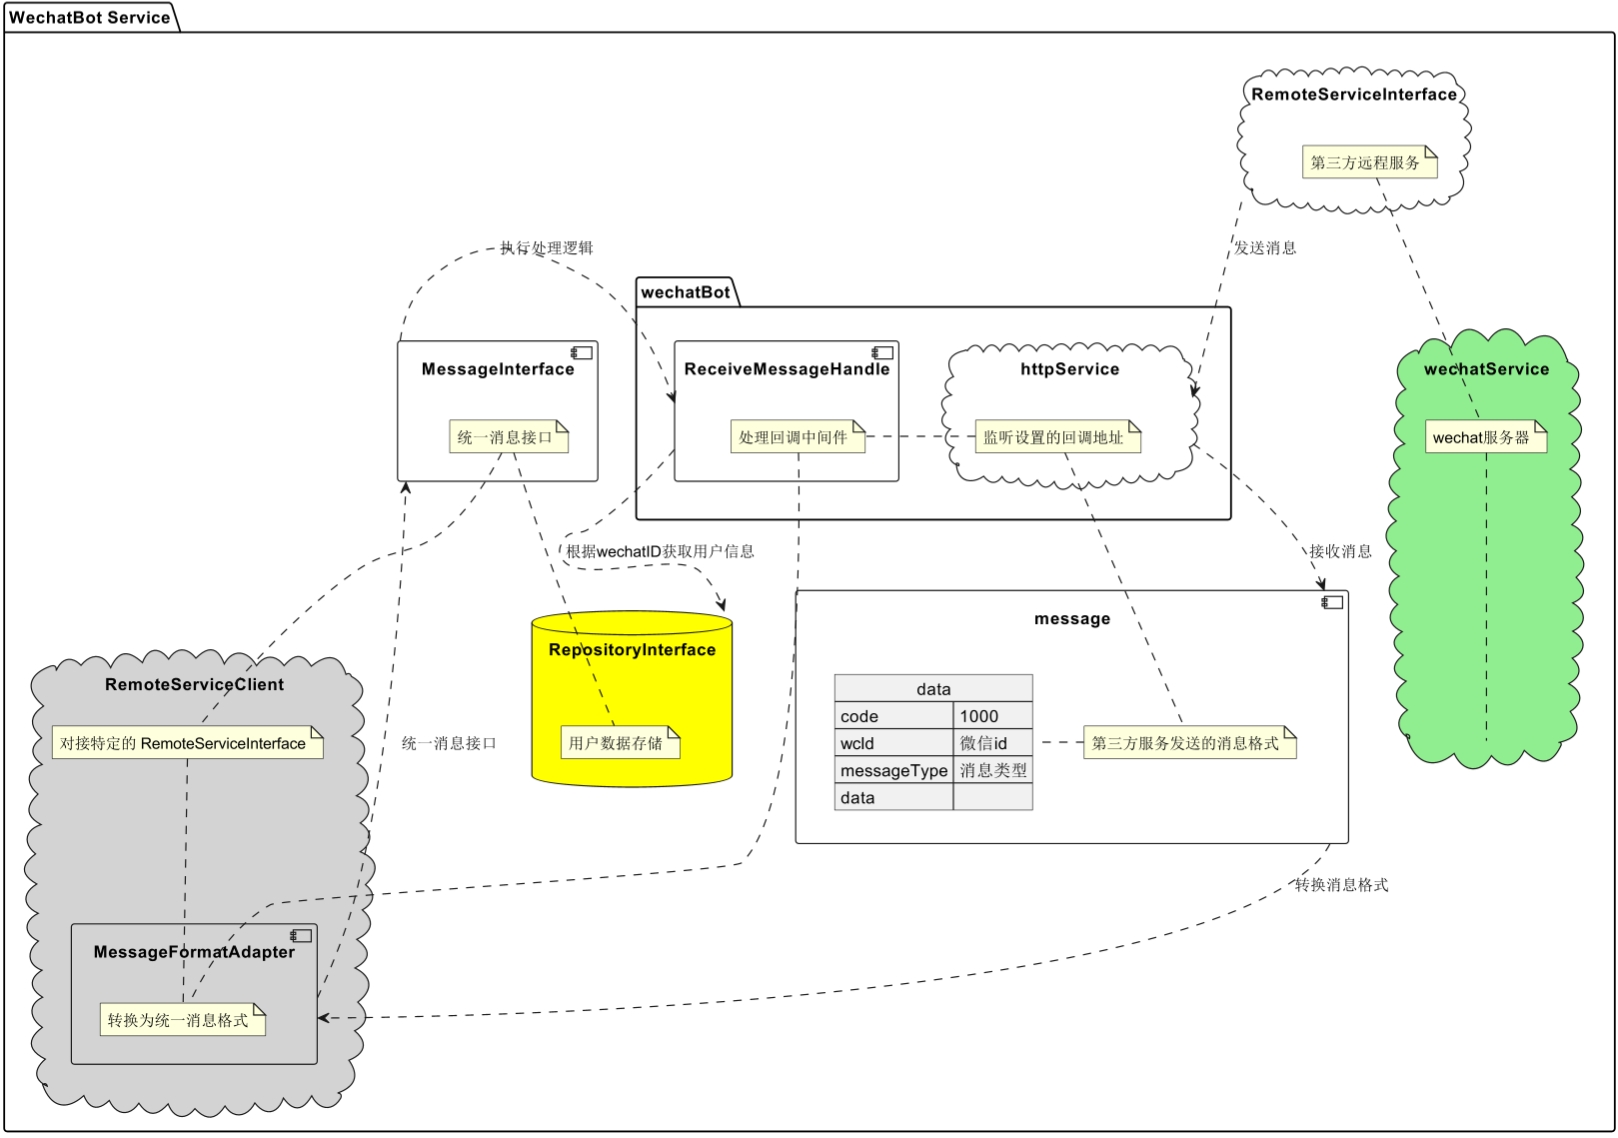 WechatBot Service
RemoteServiceInterface
第三方远程服务
执行处理逻辑
发送消息
wechatBot
MessageInterface
统一消息接口
ReceiveMessageHandle
处理回调中间件
httpService
监听设置的回调地址
wechatService
wechat服务器
根据wechatID获取用户信息
接收消息
RepositoryInterface
用户数据存储
message
data
code 1000
wcId 微信id
messageType 消息类型
data
第三方服务发送的消息格式
RemoteServiceClient
对接特定的 RemoteServiceInterface
统一消息接口
转换消息格式
MessageFormatAdapter
转换为统一消息格式